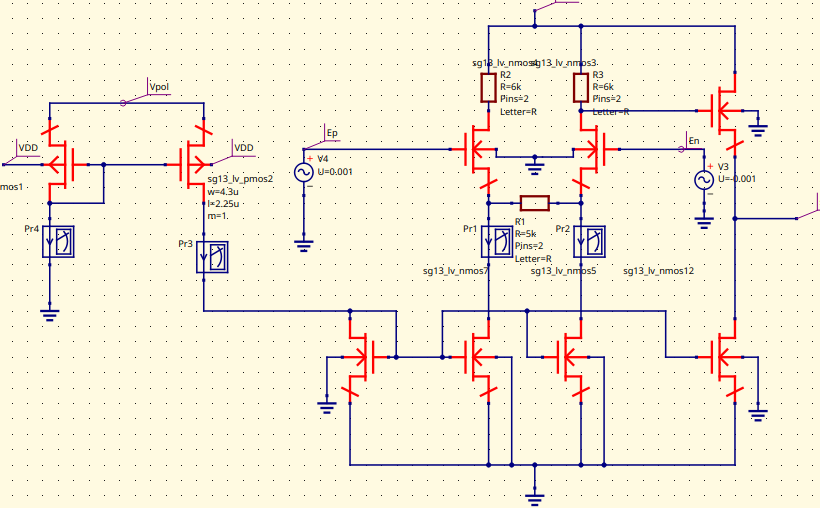 sg13_lv_nmos4
sg13_lv_nmos3
R2
R=6k
Pins=2
Letter=R
R3
R=6k
Pins=2
Letter=R
Vpol
VDD
VDD
mos1
sg13_lv_pmos2
w=4.3u
l=2.25u
m=1
Ep
V4
U=0.001
En
V3
U=-0.001
R1
R=5k
Pins=2
Letter=R
Pr4
Pr3
Pr1
Pr2
sg13_lv_nmos7
sg13_lv_nmos5
sg13_lv_nmos12